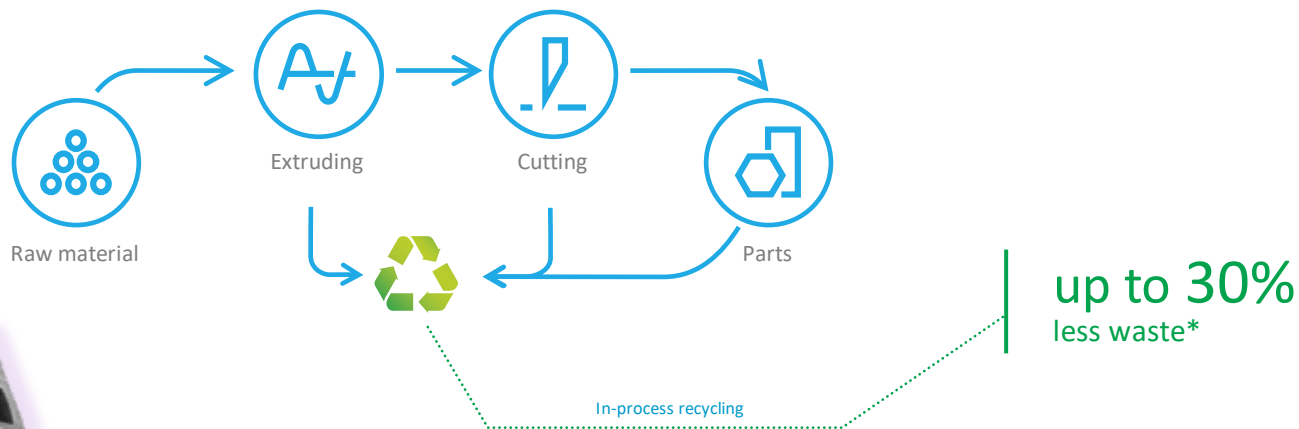 Extruding
Cutting
Raw material
Parts
up to 30%
less waste*
In-process recycling